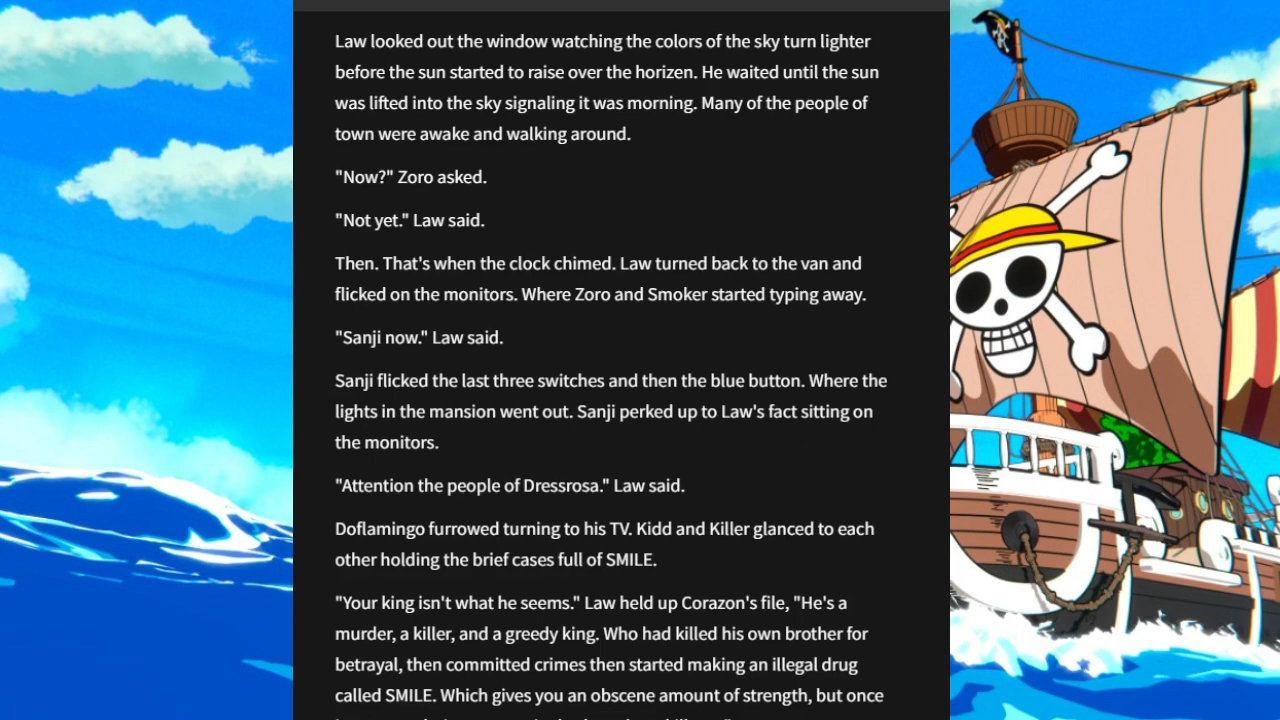 Law looked out the window watching the colors of the sky turn lighter
before the sun started to raise over the horizen. He waited until the sun
was lifted into the sky signaling it was morning. Many of the people of
town were awake and walking around.
"Now?" Zoro asked.
"Not yet." Law said.
Then. That's when the clock chimed. Law turned back to the van and
flicked on the monitors. Where Zoro and Smoker started typing away.
"Sanji now." Law said.
Sanji flicked the last three switches and then the blue button. Where the
lights in the mansion went out. Sanji perked up to Law's fact sitting on
the monitors.
"Attention the people of Dressrosa." Law said.
Doflamingo furrowed turning to his TV. Kidd and Killer glanced to each
other holding the brief cases full of SMILE.
"Your king isn't what he seems." Law held up Corazon's file, "He's a
murder, a killer, and a greedy king. Who had killed his own brother for
betrayal, then committed crimes then started making an illegal drug
called SMILE. Which gives you an obscene amount of strength, but once